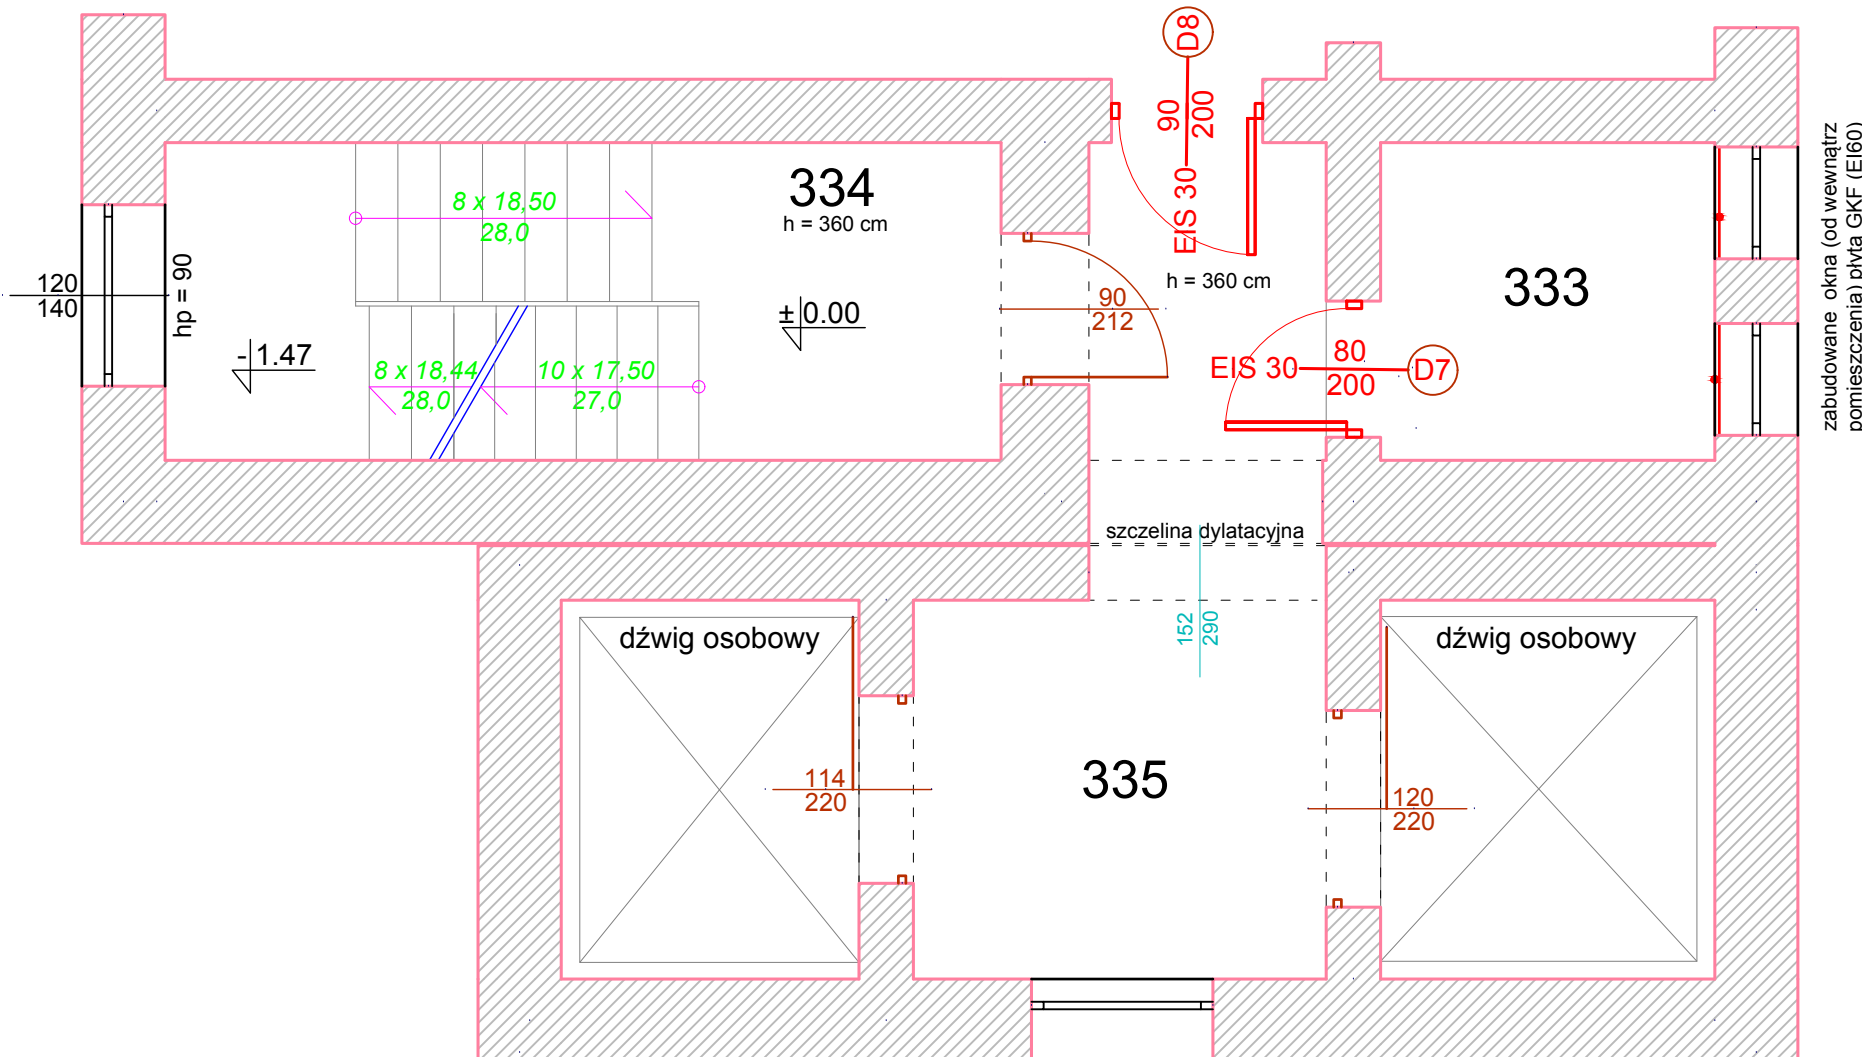 D8
90
200
EIS 30
334
h = 360 cm
8 x 18,50
28,0
120
140
hp = 90
- 1.47
± 0.00
8 x 18,44
28,0
10 x 17,50
27,0
90
212
h = 360 cm
333
EIS 30
80
200
D7
zabudowane okna (od wewnątrz
pomieszczenia) płyta GKF (EI60)
szczelina dylatacyjna
152
290
dźwig osobowy
dźwig osobowy
335
114
220
120
220